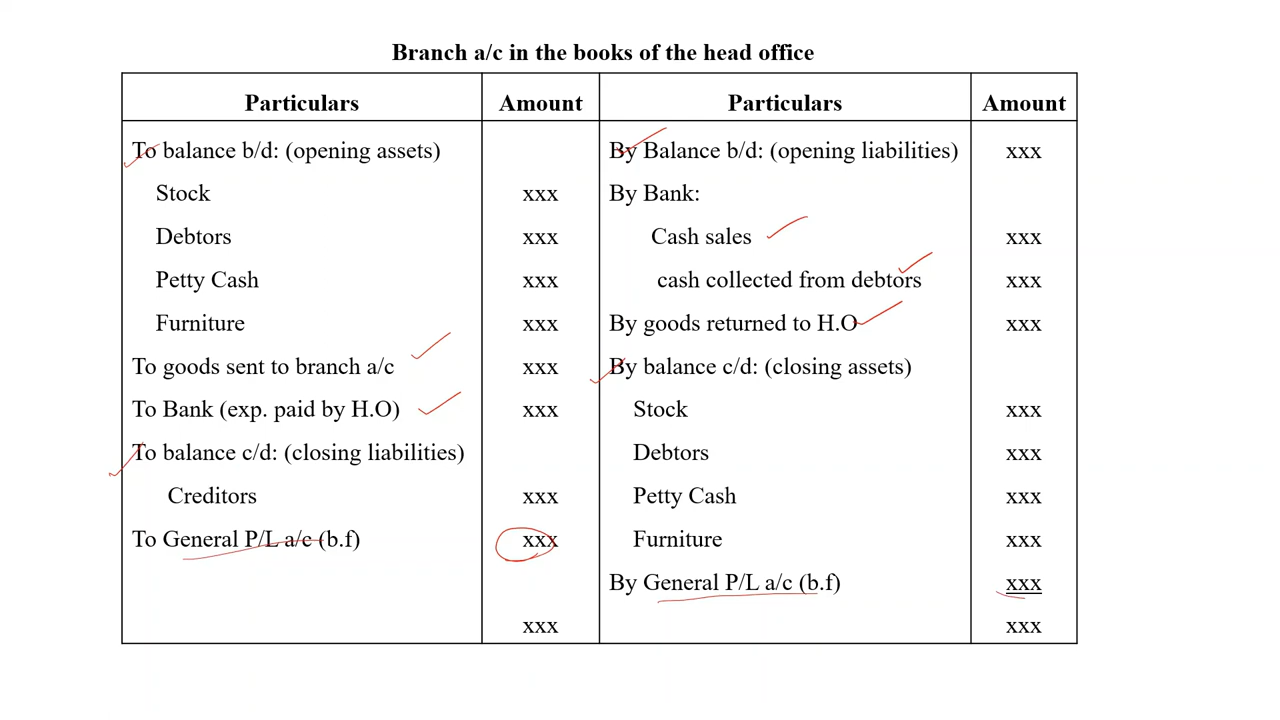 Branch a/c in the books of the head office
Particulars Amount Particulars Amount
To balance b/d: (opening assets) By Balance b/d: (opening liabilities) xxx
Stock xxx By Bank:
Debtors xxx Cash sales xxx
Petty Cash xxx cash collected from debtors xxx
Furniture xxx By goods returned to H.O xxx
To goods sent to branch a/c xxx By balance c/d: (closing assets)
To Bank (exp. paid by H.O) xxx Stock xxx
To balance c/d: (closing liabilities) Debtors xxx
Creditors xxx Petty Cash xxx
To General P/L a/c (b.f) xxx Furniture xxx
By General P/L a/c (b.f) xxx
xxx xxx